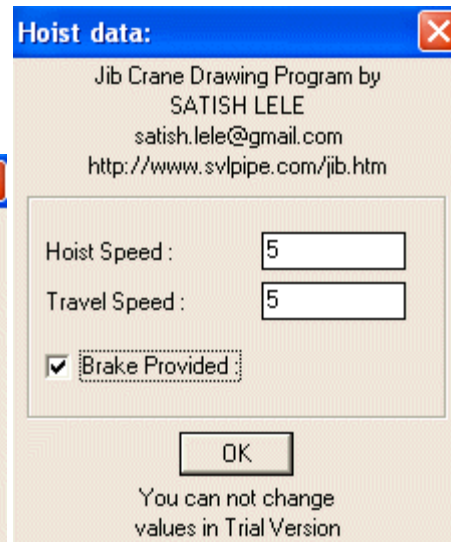 Hoist data:
Jib Crane Drawing Program by
SATISH LELE
satish.lele@gmail.com
http://www.svlpipe.com/jib.htm
Hoist Speed : 5
Travel Speed : 5
Brake Provided :
OK
You can not change
values in Trial Version